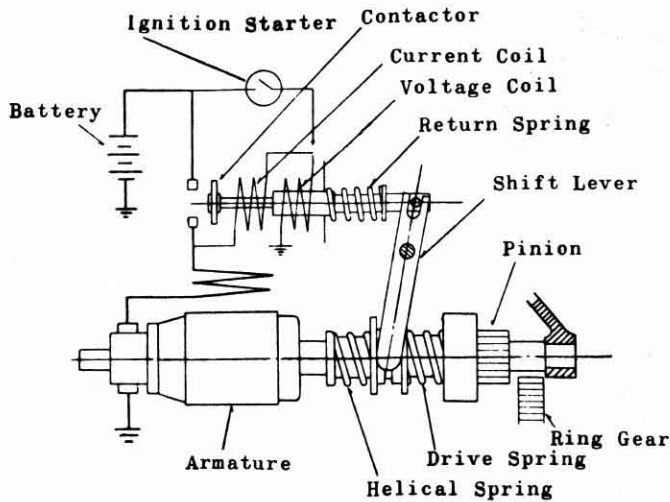 Contactor
Ignition Starter
Current Coil
Voltage Coil
Battery
Return Spring
Shift Lever
Pinion
Ring Gear
Drive Spring
Armature
Helical Spring